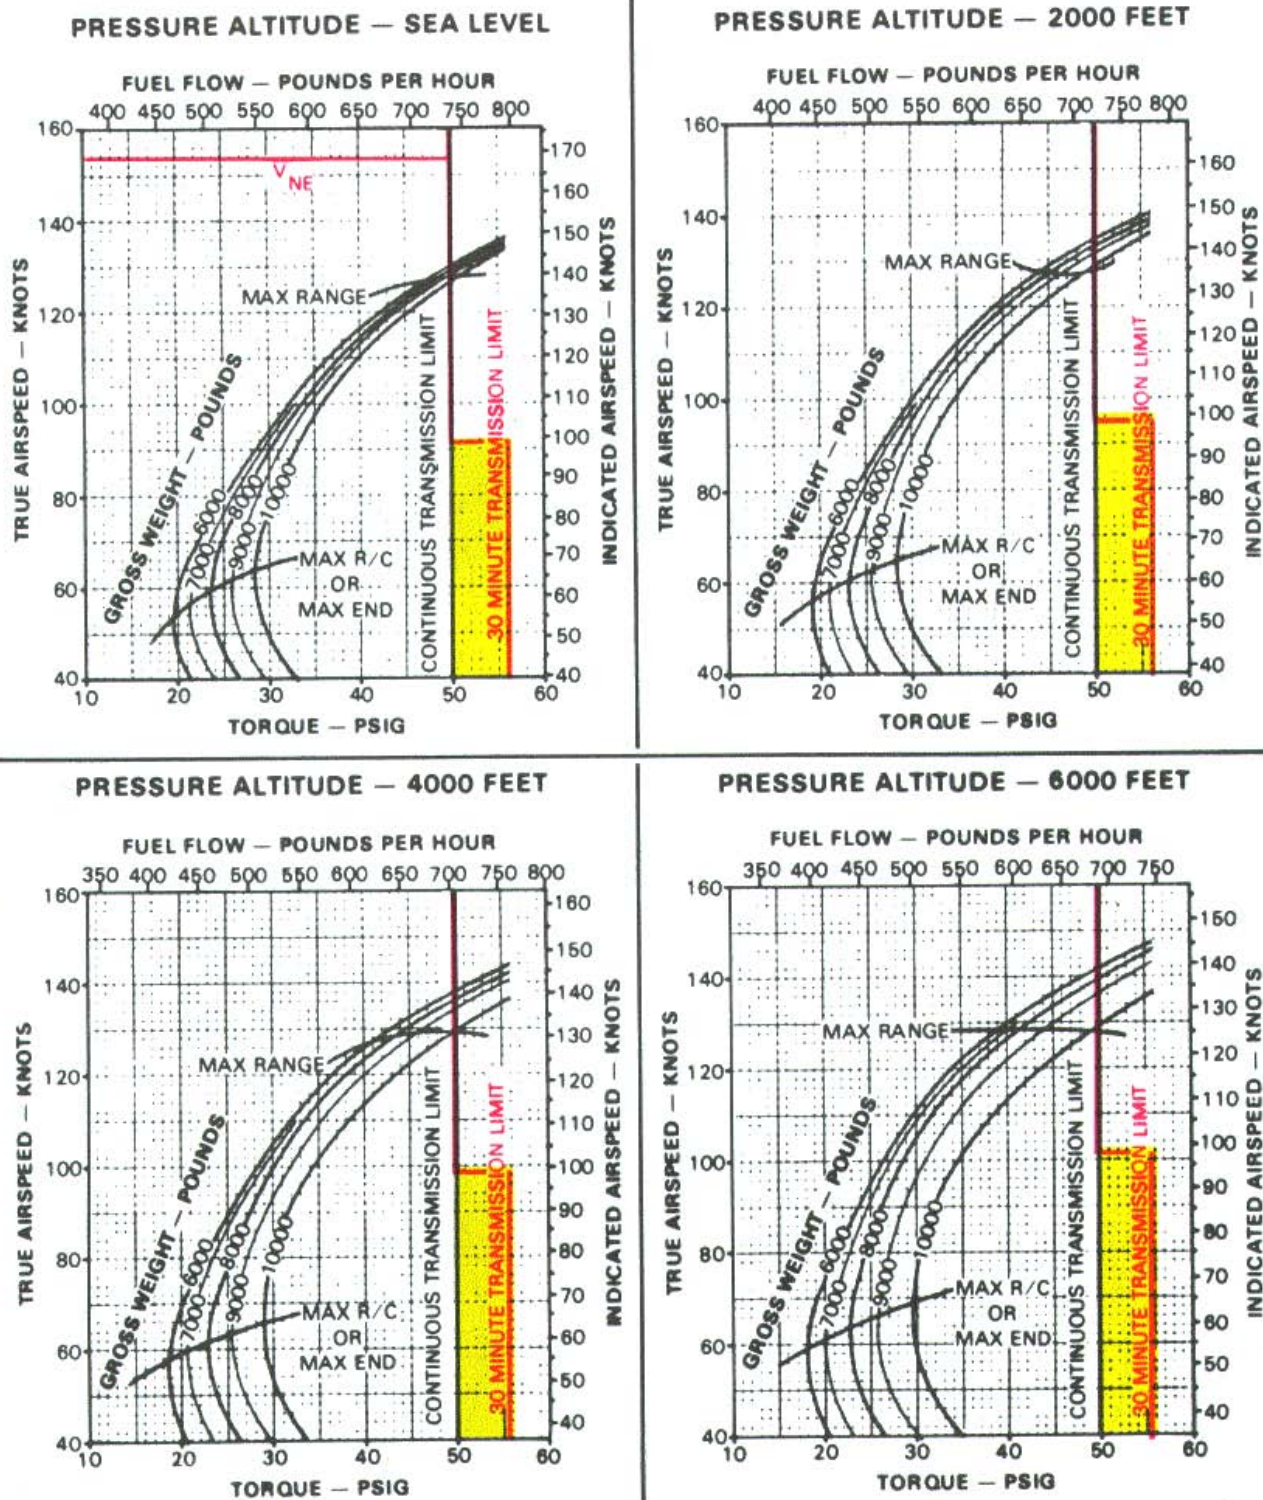 PRESSURE ALTITUDE — SEA LEVEL
FUEL FLOW — POUNDS PER HOUR
400 450 500 550 600 650 700 750 800
160
140
120
100
80
60
40
TRUE AIRSPEED — KNOTS
170
160
150
140
130
120
110
100
90
80
70
60
50
40
INDICATED AIRSPEED — KNOTS
V NE
MAX RANGE
GROSS WEIGHT — POUNDS
6000
7000
8000
9000
10000
MAX R/C
OR
MAX END
CONTINUOUS TRANSMISSION LIMIT
30 MINUTE TRANSMISSION LIMIT
10 20 30 40 50 60
TORQUE — PSIG
PRESSURE ALTITUDE — 2000 FEET
FUEL FLOW — POUNDS PER HOUR
400 450 500 550 600 650 700 750 800
160
140
120
100
80
60
40
TRUE AIRSPEED — KNOTS
160
150
140
130
120
110
100
90
80
70
60
50
40
INDICATED AIRSPEED — KNOTS
MAX RANGE
GROSS WEIGHT — POUNDS
6000
7000
8000
9000
10000
MAX R/C
OR
MAX END
CONTINUOUS TRANSMISSION LIMIT
30 MINUTE TRANSMISSION LIMIT
10 20 30 40 50 60
TORQUE — PSIG
PRESSURE ALTITUDE — 4000 FEET
FUEL FLOW — POUNDS PER HOUR
350 400 450 500 550 600 650 700 750 800
160
140
120
100
80
60
40
TRUE AIRSPEED — KNOTS
160
150
140
130
120
110
100
90
80
70
60
50
40
INDICATED AIRSPEED — KNOTS
MAX RANGE
GROSS WEIGHT — POUNDS
6000
7000
8000
9000
10000
MAX R/C
OR
MAX END
CONTINUOUS TRANSMISSION LIMIT
30 MINUTE TRANSMISSION LIMIT
10 20 30 40 50 60
TORQUE — PSIG
PRESSURE ALTITUDE — 6000 FEET
FUEL FLOW — POUNDS PER HOUR
350 400 450 500 550 600 650 700 750
160
140
120
100
80
60
40
TRUE AIRSPEED — KNOTS
150
140
130
120
110
100
90
80
70
60
50
40
INDICATED AIRSPEED — KNOTS
MAX RANGE
GROSS WEIGHT — POUNDS
6000
7000
8000
9000
10000
MAX R/C
OR
MAX END
CONTINUOUS TRANSMISSION LIMIT
30 MINUTE TRANSMISSION LIMIT
10 20 30 40 50 60
TORQUE — PSIG